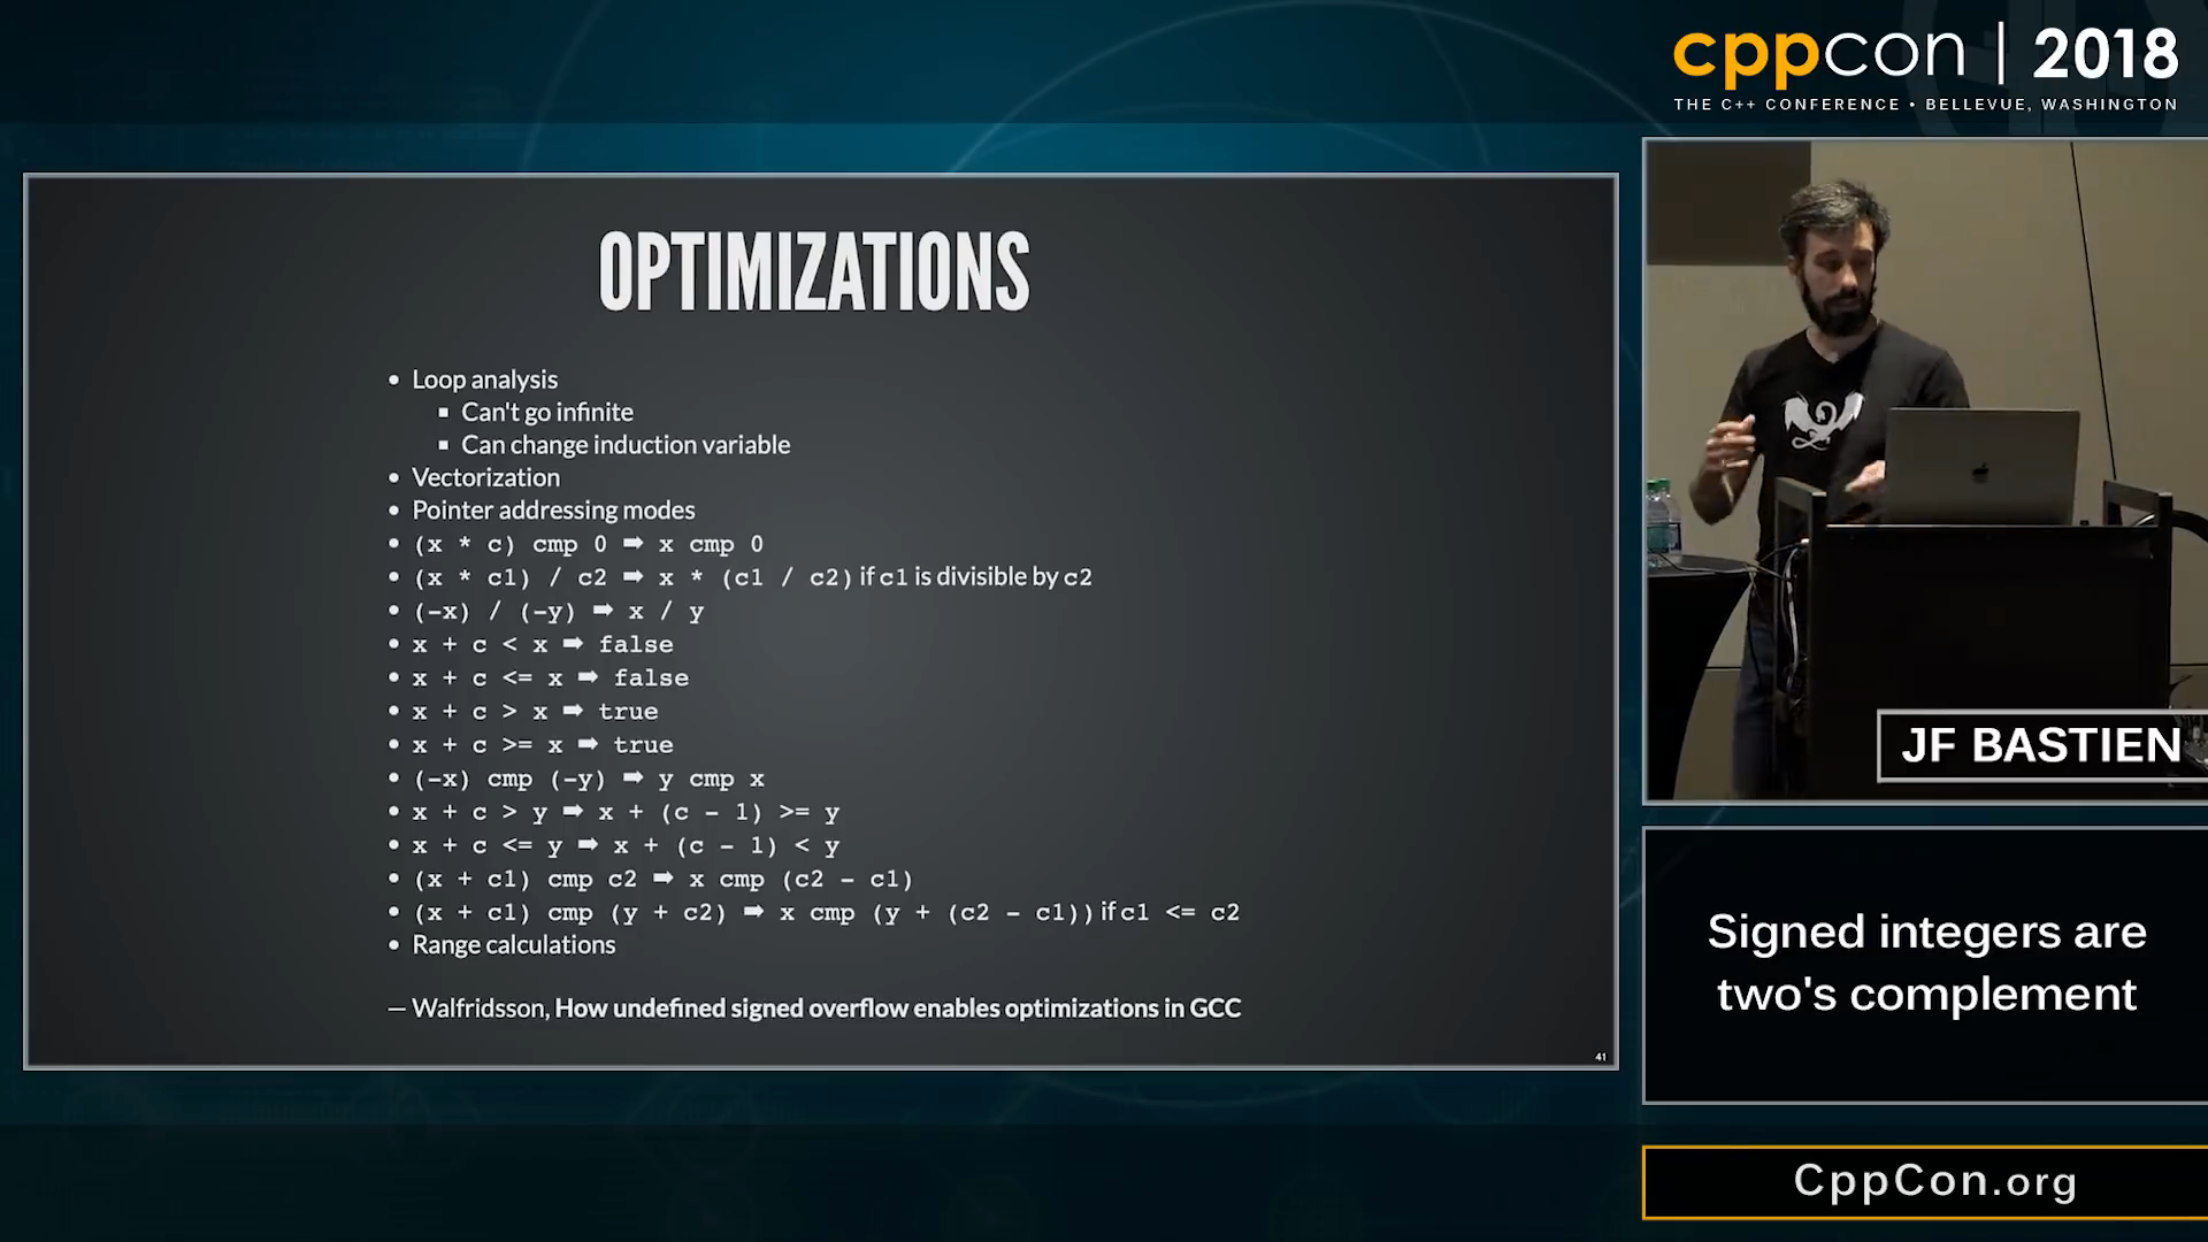 cppcon | 2018
THE C++ CONFERENCE • BELLEVUE, WASHINGTON
OPTIMIZATIONS
• Loop analysis
▪ Can't go infinite
▪ Can change induction variable
• Vectorization
• Pointer addressing modes
• (x * c) cmp 0 ➡ x cmp 0
• (x * c1) / c2 ➡ x * (c1 / c2) if c1 is divisible by c2
• (-x) / (-y) ➡ x / y
• x + c < x ➡ false
• x + c <= x ➡ false
• x + c > x ➡ true
• x + c >= x ➡ true
• (-x) cmp (-y) ➡ y cmp x
• x + c > y ➡ x + (c - 1) >= y
• x + c <= y ➡ x + (c - 1) < y
• (x + c1) cmp c2 ➡ x cmp (c2 - c1)
• (x + c1) cmp (y + c2) ➡ x cmp (y + (c2 - c1)) if c1 <= c2
• Range calculations
— Walfridsson, How undefined signed overflow enables optimizations in GCC
41
JF BASTIEN
Signed integers are
two's complement
CppCon.org